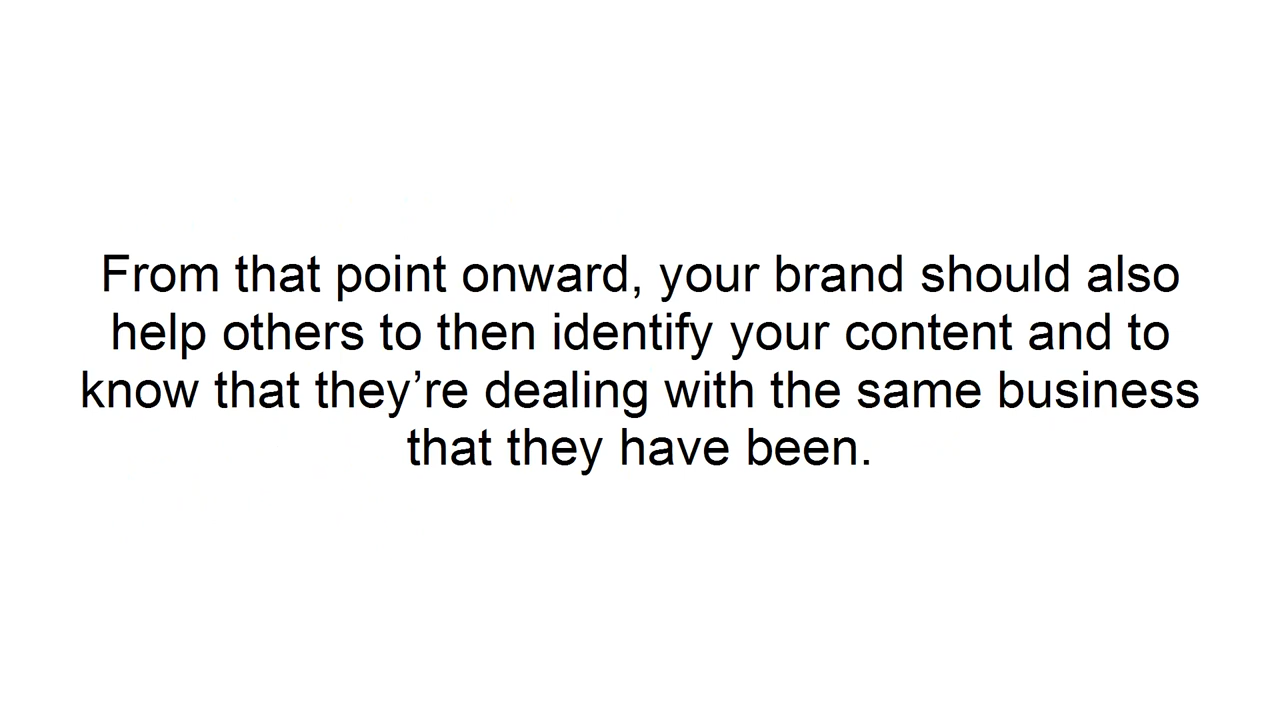 From that point onward, your brand should also
help others to then identify your content and to
know that they’re dealing with the same business
that they have been.